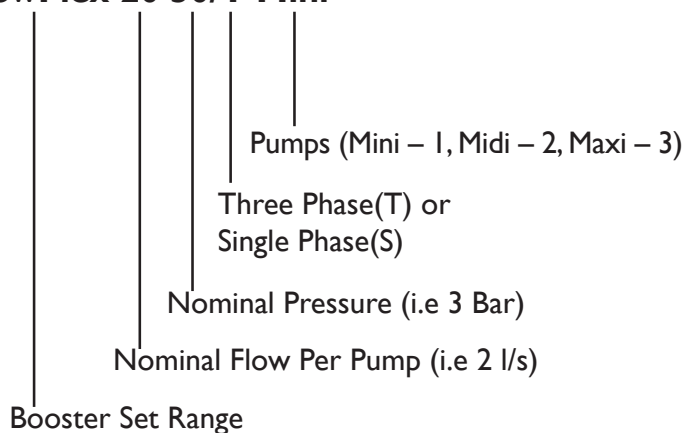 Pumps (Mini – 1, Midi – 2, Maxi – 3)
Three Phase(T) or
Single Phase(S)
Nominal Pressure (i.e 3 Bar)
Nominal Flow Per Pump (i.e 2 l/s)
Booster Set Range